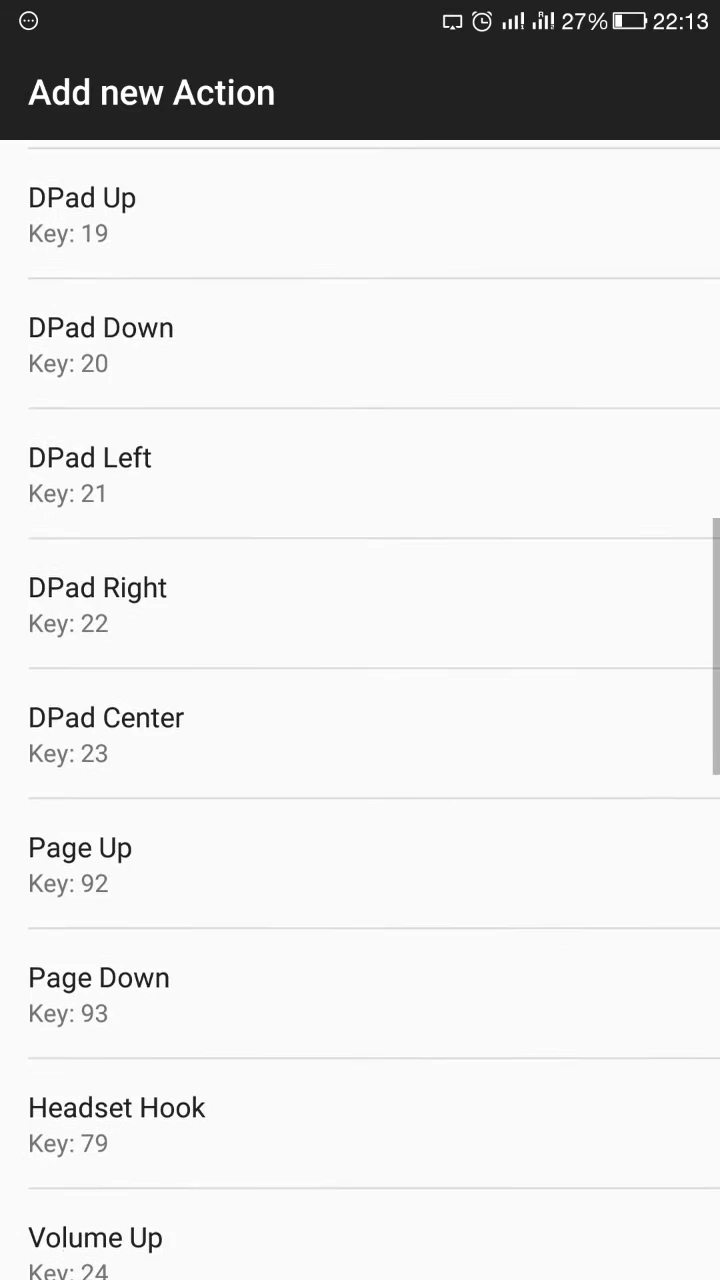 27% 22:13
Add new Action
DPad Up
Key: 19
DPad Down
Key: 20
DPad Left
Key: 21
DPad Right
Key: 22
DPad Center
Key: 23
Page Up
Key: 92
Page Down
Key: 93
Headset Hook
Key: 79
Volume Up
Key: 24